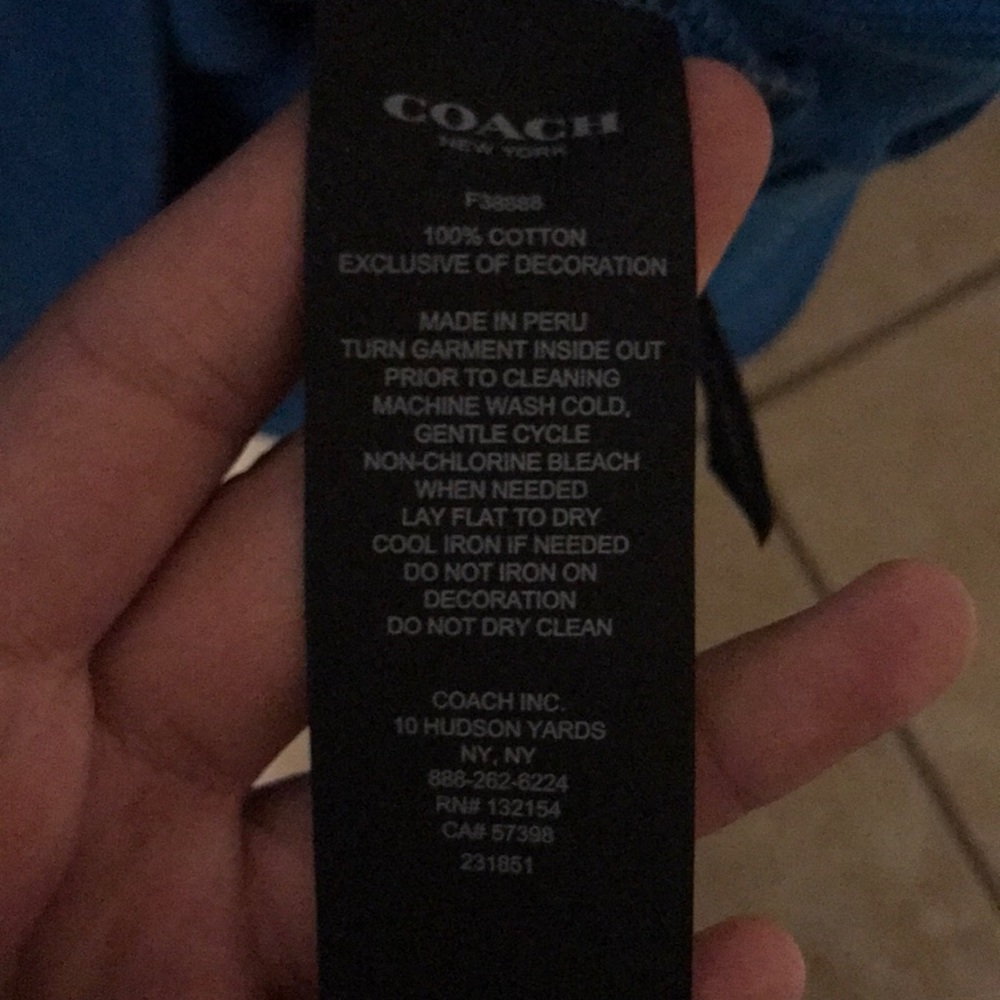 COACH
NEW YORK
100% COTTON
EXCLUSIVE OF DECORATION
MADE IN PERU
TURN GARMENT INSIDE OUT
PRIOR TO CLEANING
MACHINE WASH COLD,
GENTLE CYCLE
NON-CHLORINE BLEACH
WHEN NEEDED
LAY FLAT TO DRY
COOL IRON IF NEEDED
DO NOT IRON ON
DECORATION
DO NOT DRY CLEAN
COACH INC.
10 HUDSON YARDS
NY, NY
888-262-6224
RN# 132154
CA# 57398
231851